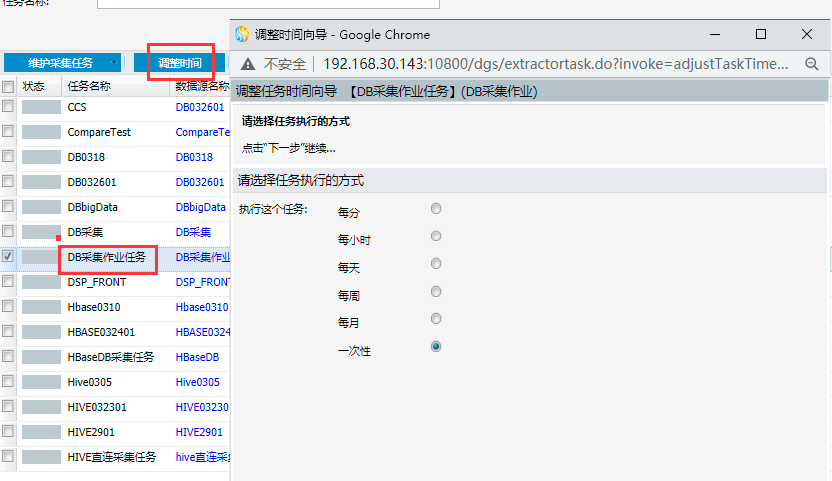 任务名称:
维护采集任务
调整时间
状态 任务名称 数据源名称
CCS DB032601
CompareTest CompareTe
DB0318 DB0318
DB032601 DB032601
DBbigData DBbigData
DB采集 DB采集
DB采集作业任务 DB采集作业
DSP_FRONT DSP_FRON
Hbase0310 Hbase0310
HBASE032401 HBASE0324
HBaseDB采集任务 HBaseDB
Hive0305 Hive0305
HIVE032301 HIVE03230
HIVE2901 HIVE2901
HIVE直连采集任务 hive直连采集
调整时间向导 - Google Chrome
不安全 192.168.30.143:10800/dgs/extractortask.do?invoke=adjustTaskTime...
调整任务时间向导 【DB采集作业任务】(DB采集作业)
请选择任务执行的方式
点击“下一步”继续...
请选择任务执行的方式
执行这个任务: 每分
每小时
每天
每周
每月
一次性